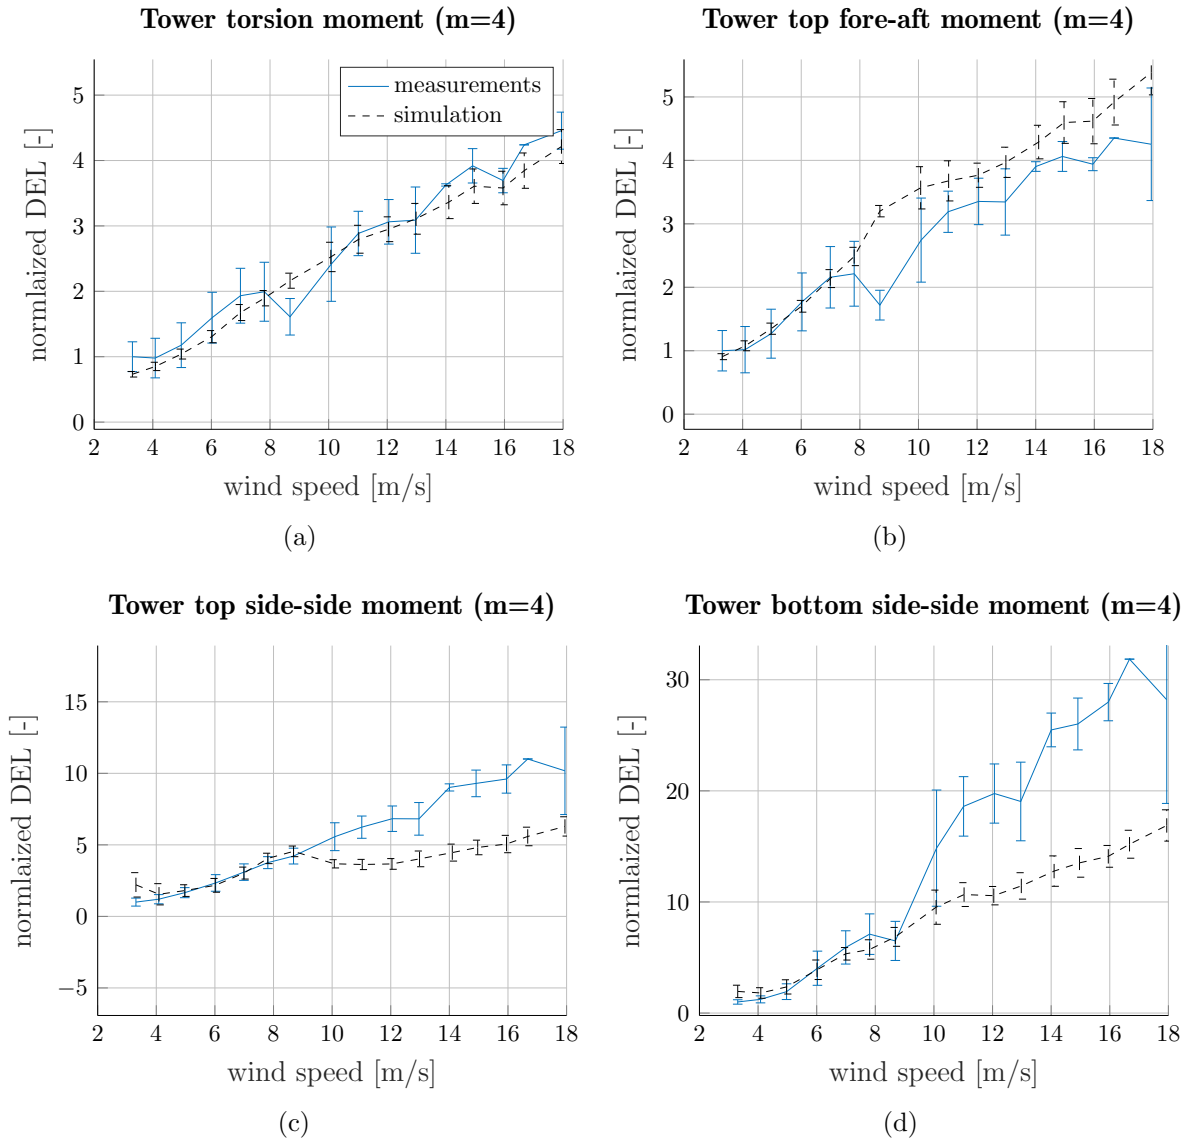 Tower torsion moment (m=4)
measurements
simulation
normlaized DEL [-]
5
4
3
2
1
0
2 4 6 8 10 12 14 16 18
wind speed [m/s]
(a)
Tower top fore-aft moment (m=4)
normlaized DEL [-]
5
4
3
2
1
0
2 4 6 8 10 12 14 16 18
wind speed [m/s]
(b)
Tower top side-side moment (m=4)
normlaized DEL [-]
15
10
5
0
−5
2 4 6 8 10 12 14 16 18
wind speed [m/s]
(c)
Tower bottom side-side moment (m=4)
normlaized DEL [-]
30
20
10
0
2 4 6 8 10 12 14 16 18
wind speed [m/s]
(d)